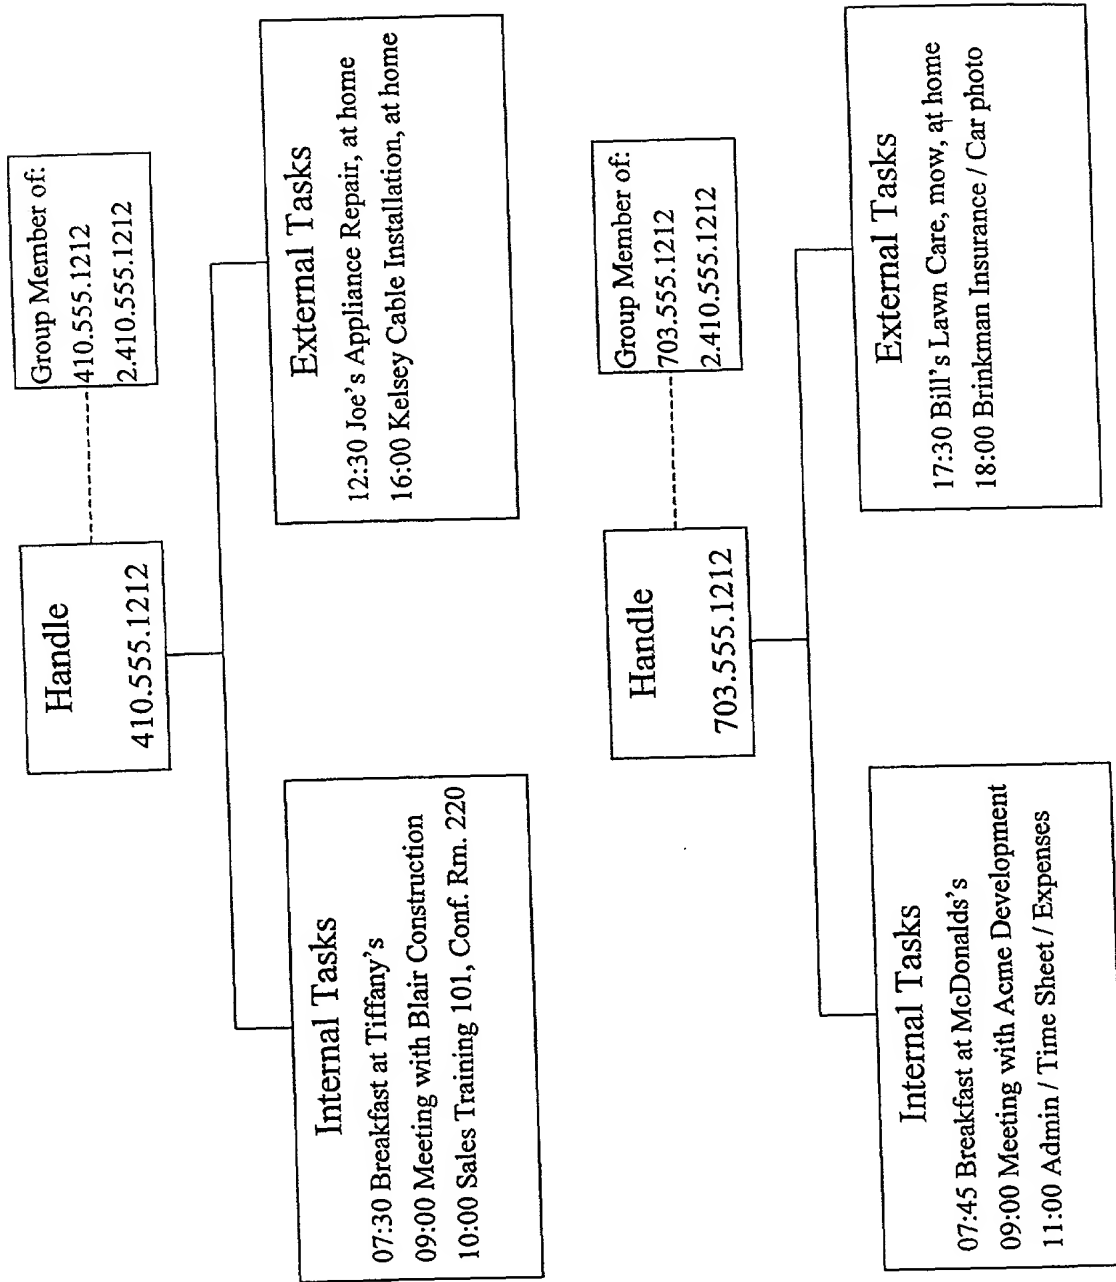 Handle
410.555.1212
Group Member of:
410.555.1212
2.410.555.1212
Internal Tasks
07:30 Breakfast at Tiffany's
09:00 Meeting with Blair Construction
10:00 Sales Training 101, Conf. Rm. 220
External Tasks
12:30 Joe's Appliance Repair, at home
16:00 Kelsey Cable Installation, at home
Handle
703.555.1212
Group Member of:
703.555.1212
2.410.555.1212
Internal Tasks
07:45 Breakfast at McDonalds's
09:00 Meeting with Acme Development
11:00 Admin / Time Sheet / Expenses
External Tasks
17:30 Bill's Lawn Care, mow, at home
18:00 Brinkman Insurance / Car photo